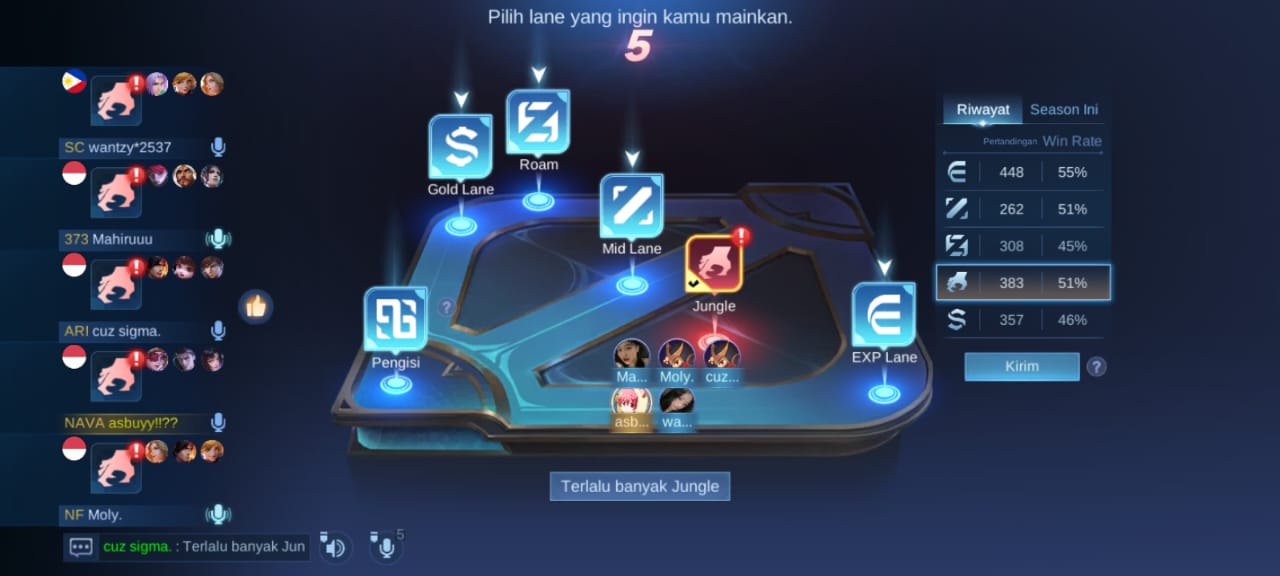 Pilih lane yang ingin kamu mainkan.
5
SC wantzy*2537
373 Mahiruuu
ARI cuz sigma.
NAVA asbuyy!!??
NF Moly.
cuz sigma. : Terlalu banyak Jun
5
Gold Lane
Roam
Mid Lane
Jungle
Pengisi
?
EXP Lane
Ma...
Moly.
cuz...
asb...
wa...
Terlalu banyak Jungle
Riwayat
Season Ini
Pertandingan Win Rate
448 55%
262 51%
308 45%
383 51%
357 46%
Kirim
?